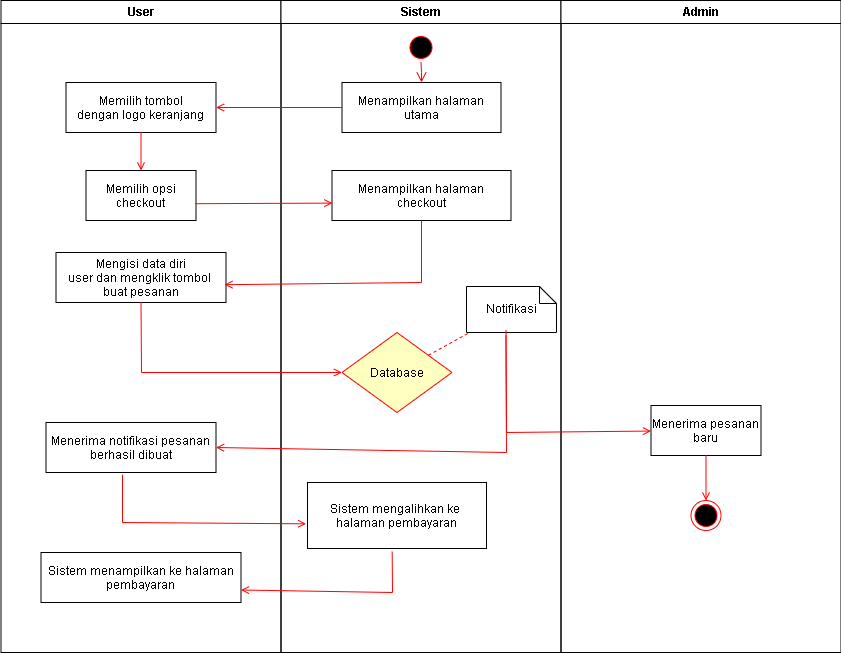 User
Sistem
Admin
Menampilkan halaman
utama
Memilih tombol
dengan logo keranjang
Memilih opsi
checkout
Menampilkan halaman
checkout
Mengisi data diri
user dan mengklik tombol
buat pesanan
Notifikasi
Database
Menerima notifikasi pesanan
berhasil dibuat
Menerima pesanan
baru
Sistem mengalihkan ke
halaman pembayaran
Sistem menampilkan ke halaman
pembayaran